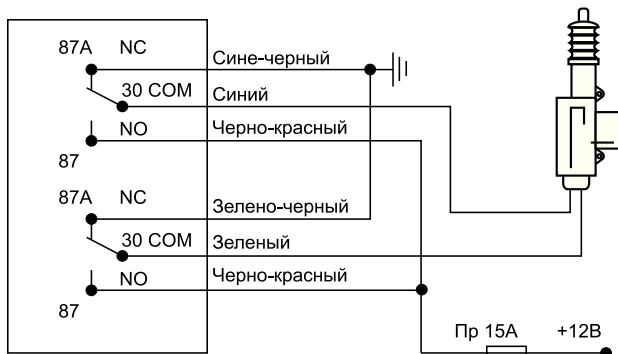 87A NC
Сине-черный
30 COM
Синий
NO
Черно-красный
87
87A NC
Зелено-черный
30 COM
Зеленый
NO
Черно-красный
87
Пр 15А +12В